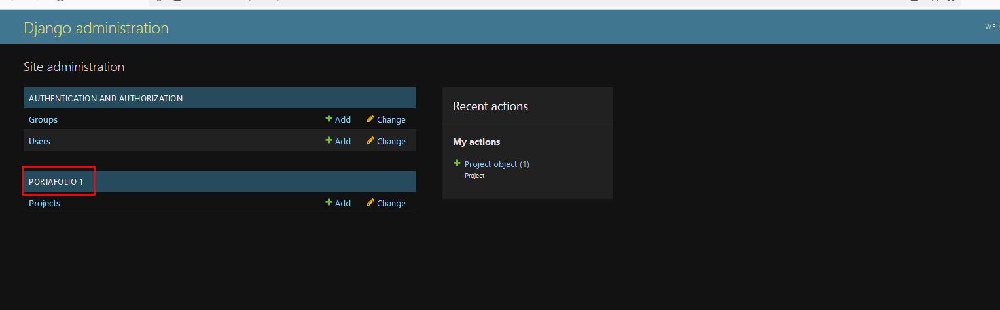 Django administration
WEL
Site administration
AUTHENTICATION AND AUTHORIZATION
Groups Add Change
Users Add Change
PORTAFOLIO 1
Projects Add Change
Recent actions
My actions
Project object (1)
Project